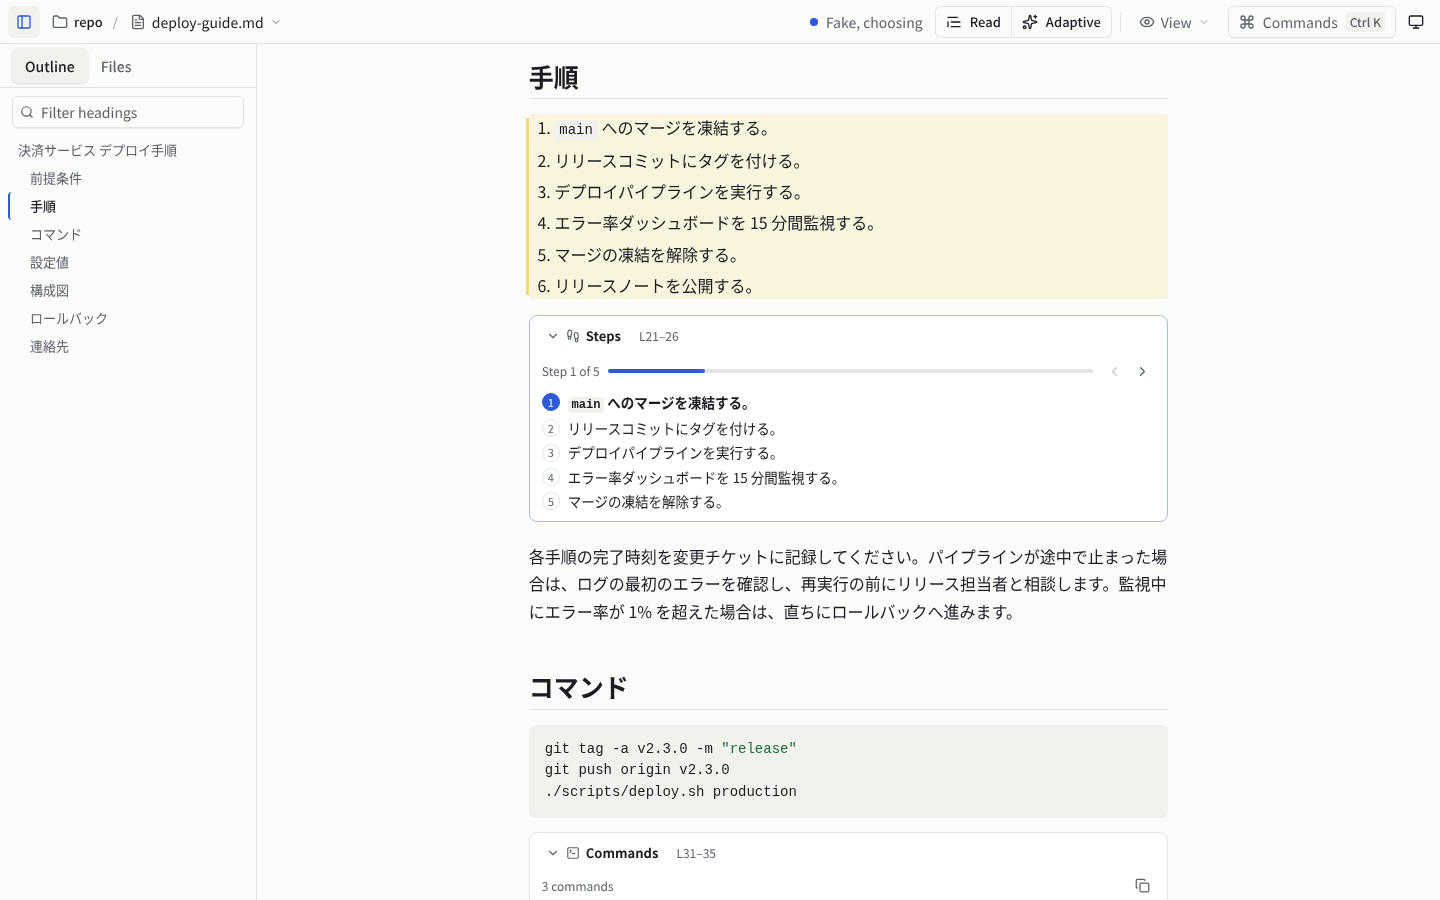 repo / deploy-guide.md
Fake, choosing
Read
Adaptive
View
Commands Ctrl K
Outline
Files
Filter headings
決済サービス デプロイ手順
前提条件
手順
コマンド
設定値
構成図
ロールバック
連絡先
手順
1. main へのマージを凍結する。
2. リリースコミットにタグを付ける。
3. デプロイパイプラインを実行する。
4. エラー率ダッシュボードを 15 分間監視する。
5. マージの凍結を解除する。
6. リリースノートを公開する。
Steps L21–26
Step 1 of 5
1 main へのマージを凍結する。
2 リリースコミットにタグを付ける。
3 デプロイパイプラインを実行する。
4 エラー率ダッシュボードを 15 分間監視する。
5 マージの凍結を解除する。
各手順の完了時刻を変更チケットに記録してください。パイプラインが途中で止まった場
合は、ログの最初のエラーを確認し、再実行の前にリリース担当者と相談します。監視中
にエラー率が 1% を超えた場合は、直ちにロールバックへ進みます。
コマンド
git tag -a v2.3.0 -m "release"
git push origin v2.3.0
./scripts/deploy.sh production
Commands L31–35
3 commands